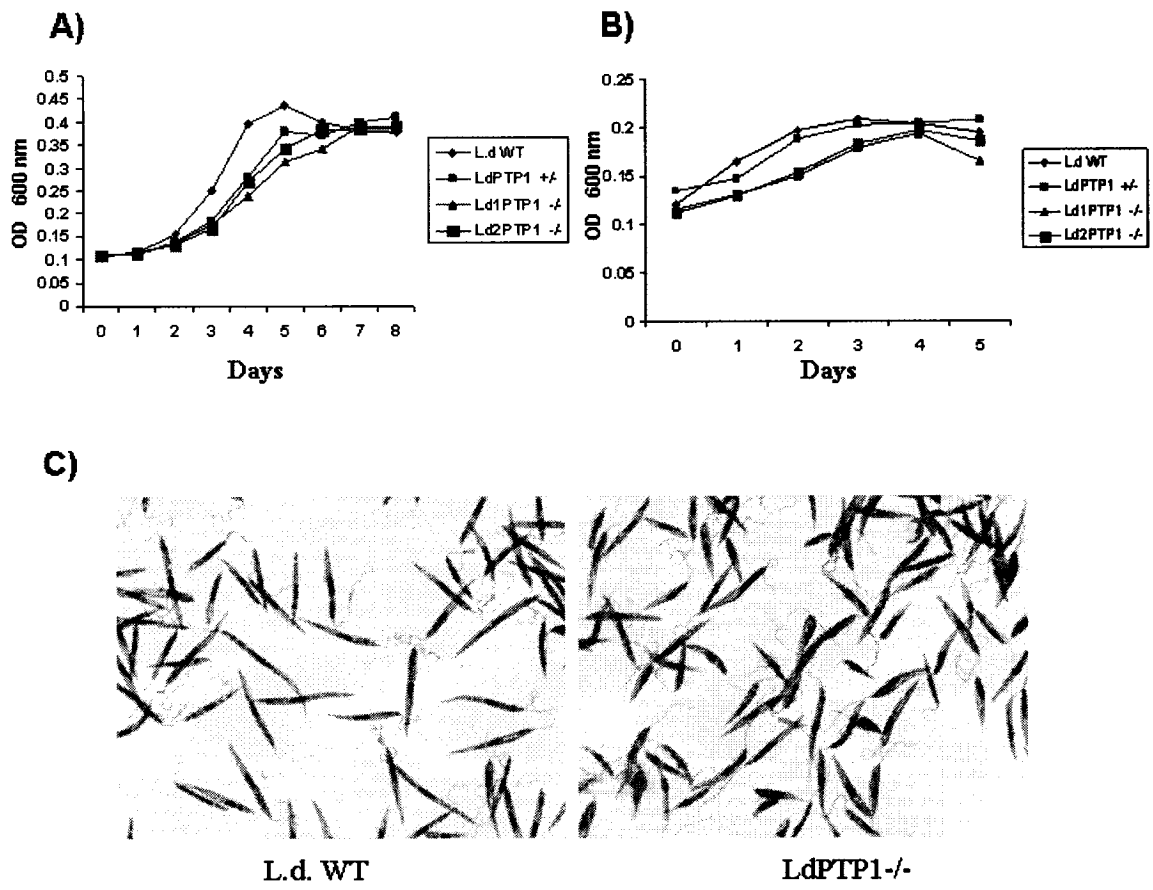 A)
0.5
0.45
0.4
0.35
0.3
0.25
0.2
0.15
0.1
0.05
0
OD 600 nm
0 1 2 3 4 5 6 7 8
Days
L.d WT
LdPTP1 +/-
Ld1PTP1 -/-
Ld2PTP1 -/-
B)
0.25
0.2
0.15
0.1
0.05
0
OD 600 nm
0 1 2 3 4 5
Days
L.d WT
LdPTP1 +/-
Ld1PTP1 -/-
Ld2PTP1 -/-
C)
L.d. WT
LdPTP1-/-